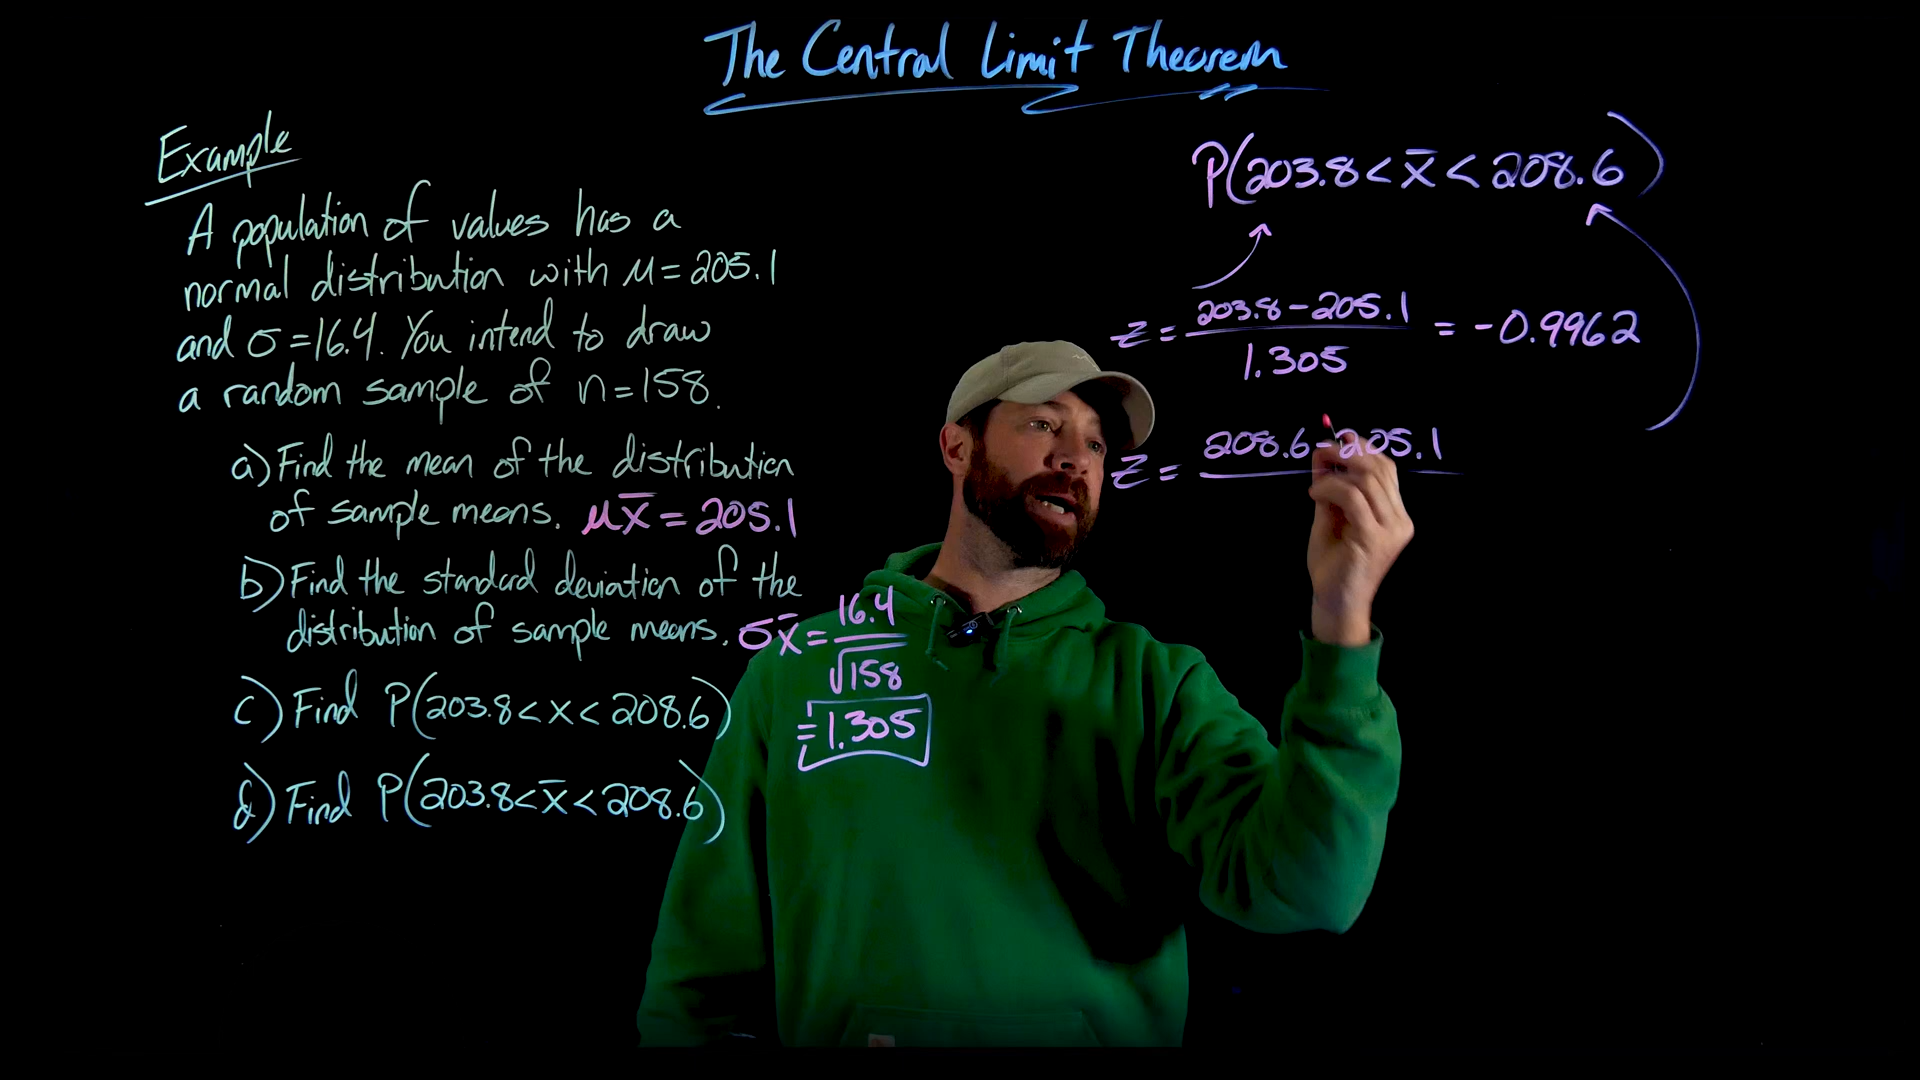 The Central Limit Theorem
Example
A population of values has a
normal distribution with μ = 205.1
and σ = 16.4. You intend to draw
a random sample of n = 158.
a) Find the mean of the distribution
of sample means. μx̄ = 205.1
b) Find the standard deviation of the
distribution of sample means. σx̄ = 16.4 / √158
= 1.305
c) Find P(203.8 < x < 208.6)
d) Find P(203.8 < x̄ < 208.6)
P(203.8 < x̄ < 208.6)
z = 203.8 - 205.1 / 1.305 = -0.9962
z = 208.6 - 205.1